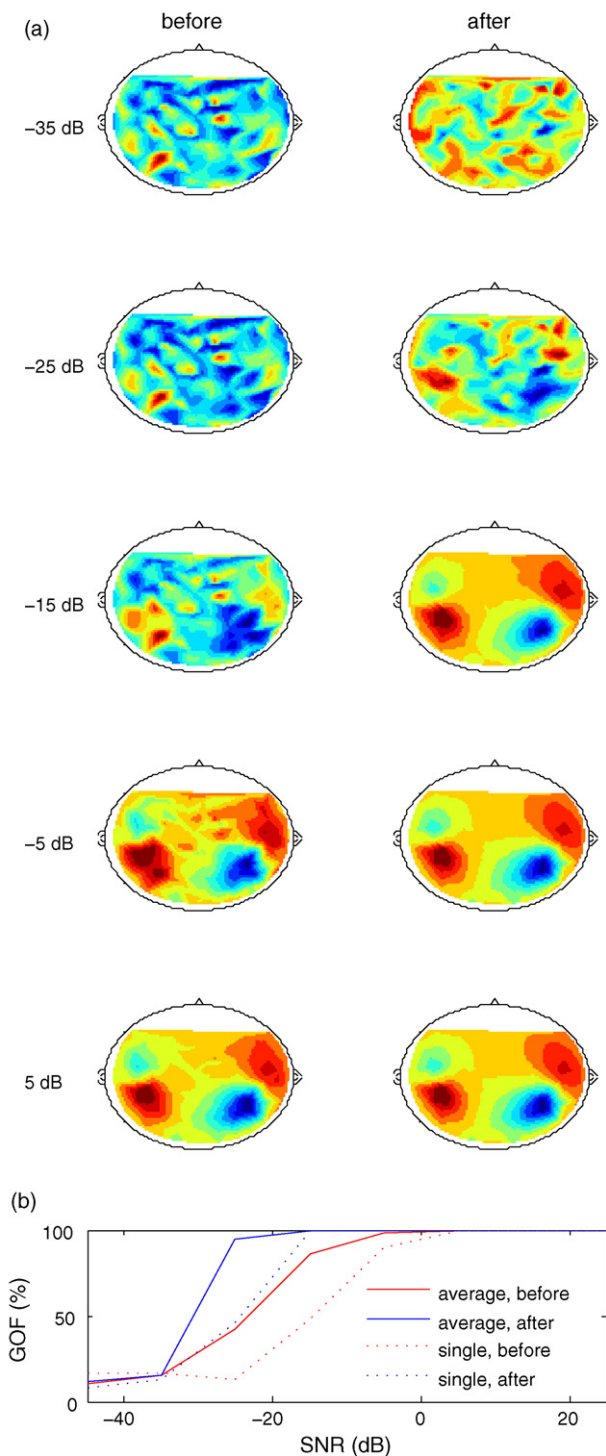 (a) before after
−35 dB
−25 dB
−15 dB
−5 dB
5 dB
(b)
100
50
0
GOF (%)
average, before
average, after
single, before
single, after
−40 −20 0 20
SNR (dB)